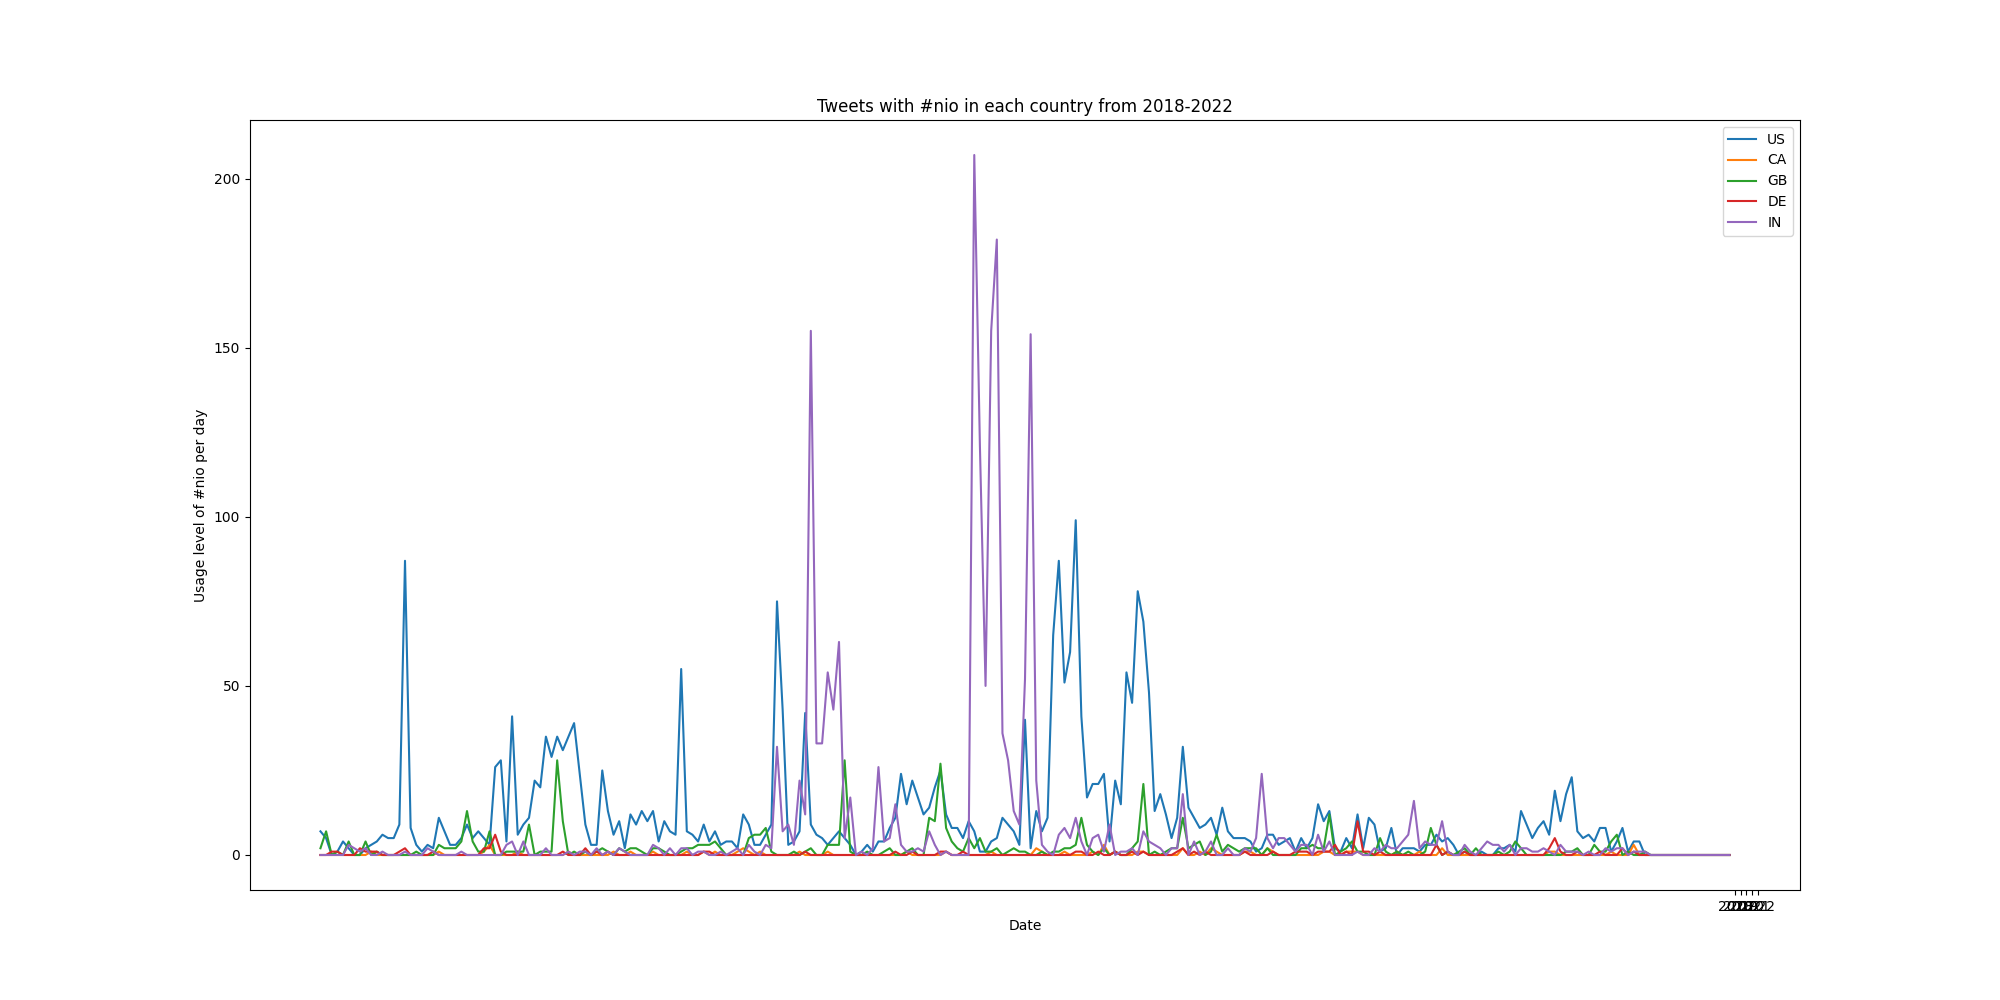 Tweets with #nio in each country from 2018-2022
US
CA
GB
DE
IN
200
150
100
50
0
Usage level of #nio per day
Date